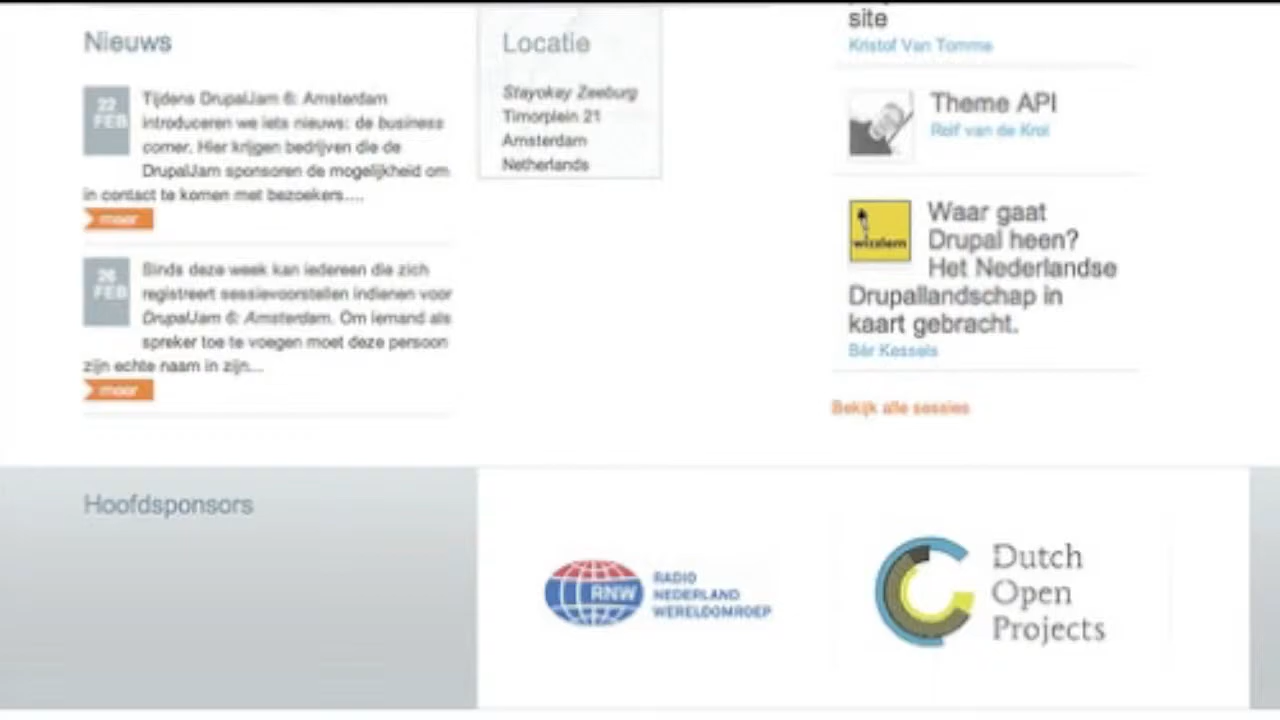 Nieuws
22
FEB
Tijdens DrupalJam 6: Amsterdam
introduceren we iets nieuws: de business
corner. Hier krijgen bedrijven die de
DrupalJam sponsoren de mogelijkheid om
in contact te komen met bezoekers....
meer
26
FEB
Sinds deze week kan iedereen die zich
registreert sessievoorstellen indienen voor
DrupalJam 6: Amsterdam. Om iemand als
spreker toe te voegen moet deze persoon
zijn echte naam in zijn...
meer
Locatie
Stayokay Zeeburg
Timorplein 21
Amsterdam
Netherlands
site
Kristof Van Tomme
Theme API
Rolf van de Krol
wizzlern
Waar gaat
Drupal heen?
Het Nederlandse
Drupallandschap in
kaart gebracht.
Bèr Kessels
Bekijk alle sessies
Hoofdsponsors
RNW
RADIO
NEDERLAND
WERELDOMROEP
Dutch
Open
Projects